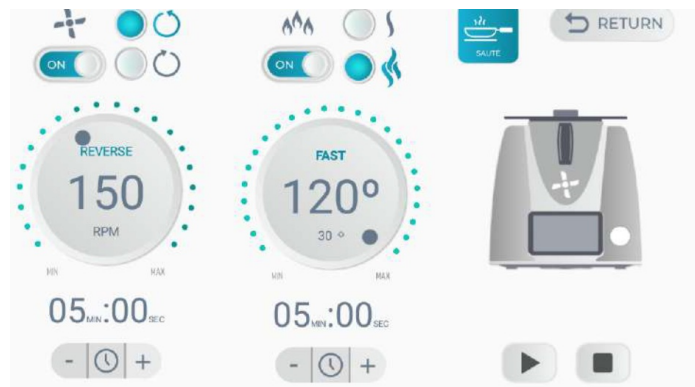 RETURN
ON
ON
SAUTÉ
REVERSE
150
RPM
MIN
MAX
FAST
120º
30 º
MIN
MAX
05MIN:00SEC
05MIN:00SEC
- +
- +